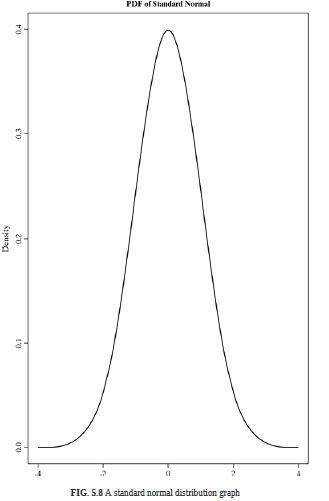 PDF of Standard Normal
0.4
0.3
0.2
0.1
0.0
Density
-4 -2 0 2 4
FIG. 5.8 A standard normal distribution graph